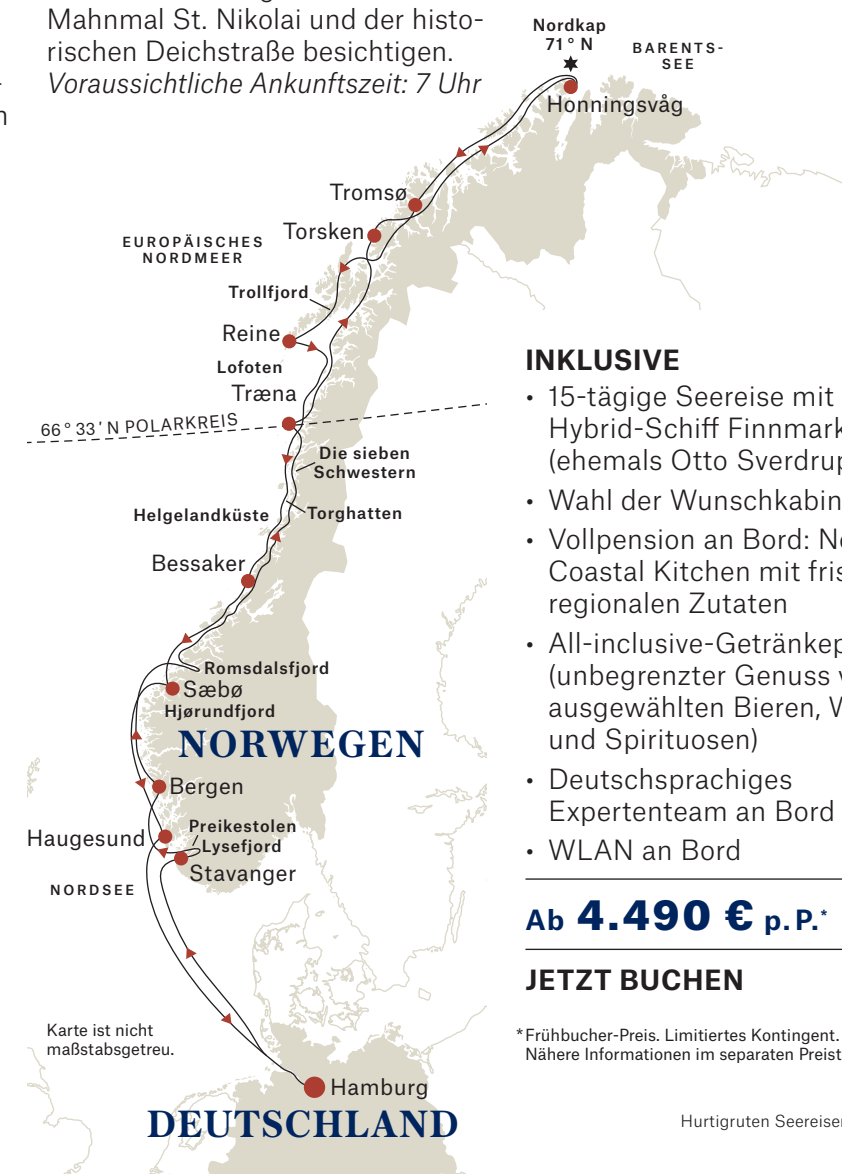 Mahnmal St. Nikolai und der histo-
rischen Deichstraße besichtigen.
Voraussichtliche Ankunftszeit: 7 Uhr
Nordkap
71° N
BARENTS-
SEE
Honningsvåg
Tromsø
Torsken
EUROPÄISCHES
NORDMEER
Trollfjord
Reine
Lofoten
Træna
66° 33' N POLARKREIS
Die sieben
Schwestern
Helgelandküste
Torghatten
Bessaker
Romsdalsfjord
Sæbø
Hjørundfjord
NORWEGEN
Bergen
Haugesund
Preikestolen
Lysefjord
Stavanger
NORDSEE
Karte ist nicht
maßstabsgetreu.
Hamburg
DEUTSCHLAND
INKLUSIVE
• 15-tägige Seereise mit
Hybrid-Schiff Finnmark
(ehemals Otto Sverdrup
• Wahl der Wunschkabin
• Vollpension an Bord: No
Coastal Kitchen mit fris
regionalen Zutaten
• All-inclusive-Getränkep
(unbegrenzter Genuss v
ausgewählten Bieren, W
und Spirituosen)
• Deutschsprachiges
Expertenteam an Bord
• WLAN an Bord
Ab 4.490 € p.P.*
JETZT BUCHEN
*Frühbucher-Preis. Limitiertes Kontingent.
Nähere Informationen im separaten Preist
Hurtigruten Seereisen